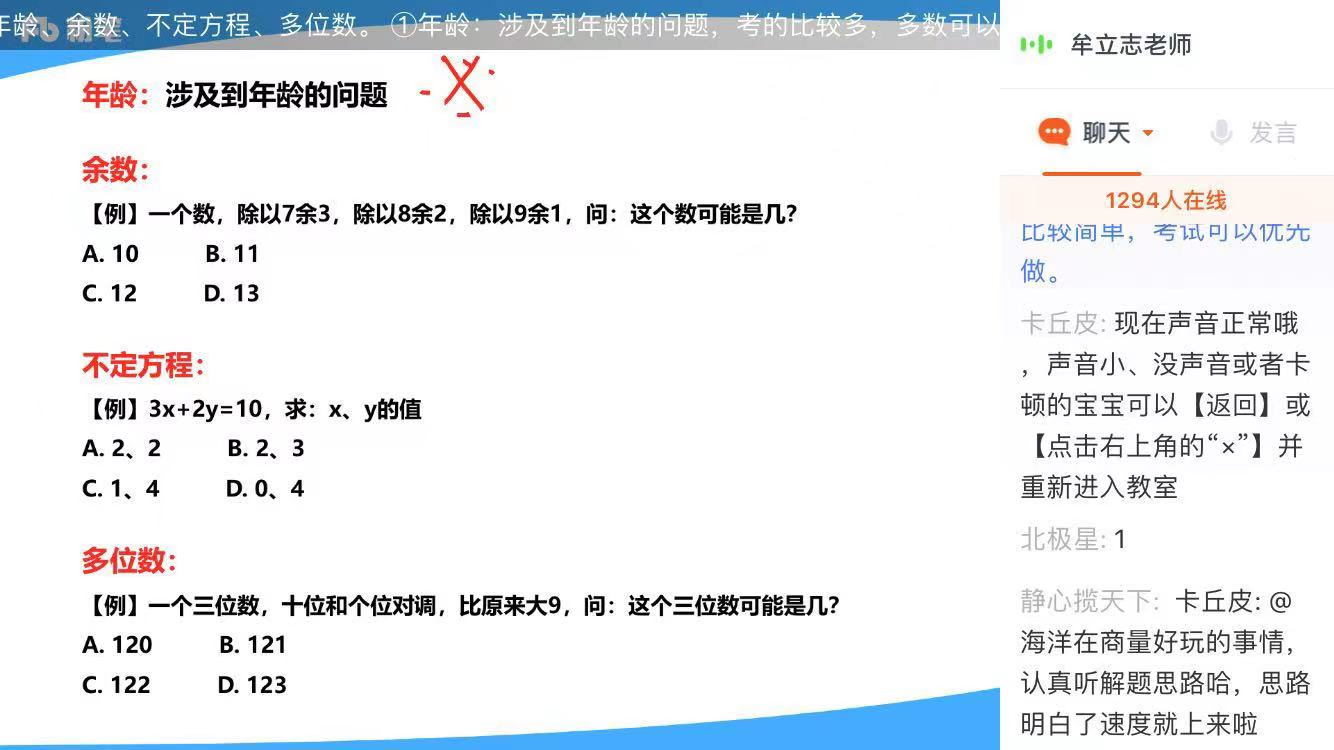 年龄、余数、不定方程、多位数。 ①年龄：涉及到年龄的问题，考的比较多，多数可以
年龄：涉及到年龄的问题
余数：
【例】一个数，除以7余3，除以8余2，除以9余1，问：这个数可能是几？
A. 10 B. 11
C. 12 D. 13
不定方程：
【例】3x+2y=10，求：x、y的值
A. 2、2 B. 2、3
C. 1、4 D. 0、4
多位数：
【例】一个三位数，十位和个位对调，比原来大9，问：这个三位数可能是几？
A. 120 B. 121
C. 122 D. 123
牟立志老师
聊天 发言
1294人在线
比较简单，考试可以优先
做。
卡丘皮: 现在声音正常哦
，声音小、没声音或者卡
顿的宝宝可以【返回】或
【点击右上角的“×”】并
重新进入教室
北极星: 1
静心揽天下: 卡丘皮: @
海洋在商量好玩的事情，
认真听解题思路哈，思路
明白了速度就上来啦